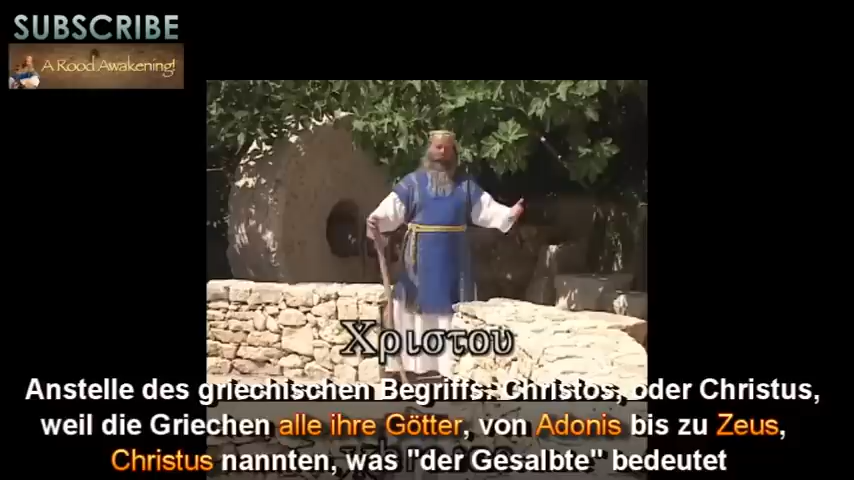 SUBSCRIBE
A Rood Awakening!
Χριστου
Anstelle des griechischen Begriffs: Christos, oder Christus,
weil die Griechen alle ihre Götter, von Adonis bis zu Zeus,
Christus nannten, was "der Gesalbte" bedeutet